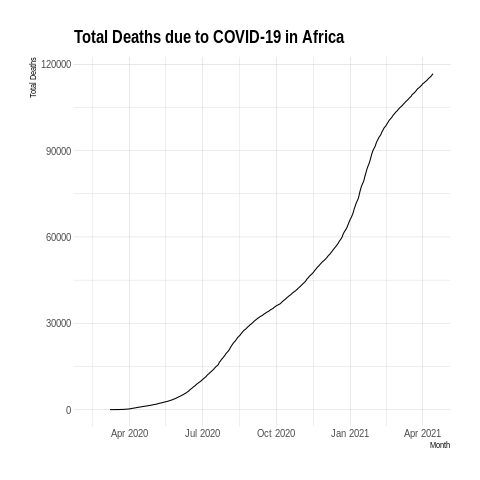 Total Deaths due to COVID-19 in Africa
Total Deaths
120000
90000
60000
30000
0
Apr 2020 Jul 2020 Oct 2020 Jan 2021 Apr 2021
Month